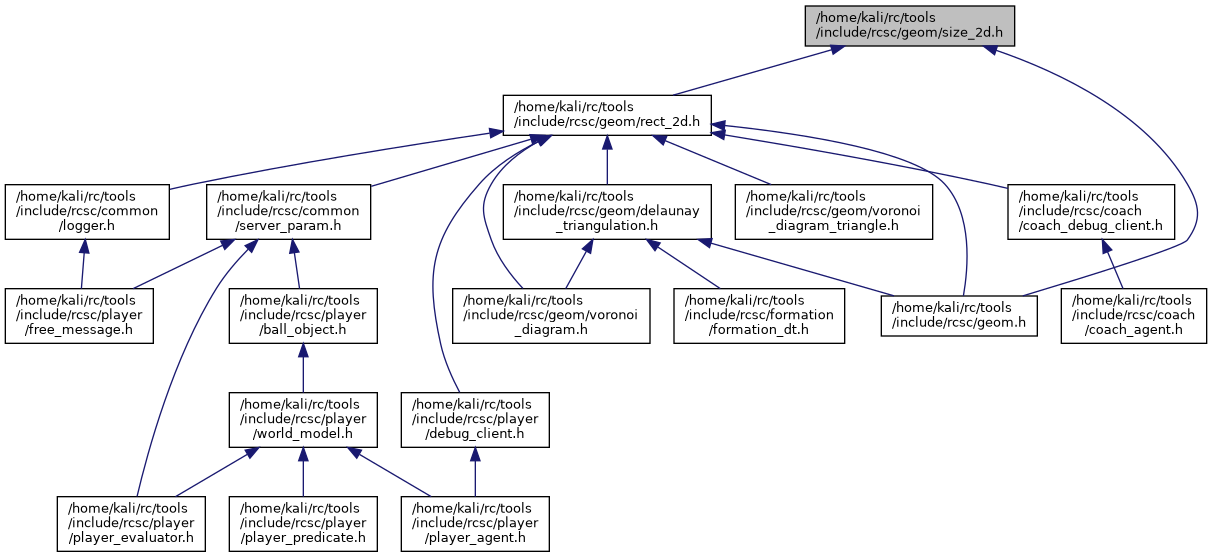 /home/kali/rc/tools
/include/rcsc/geom/size_2d.h
/home/kali/rc/tools
/include/rcsc/geom/rect_2d.h
/home/kali/rc/tools
/include/rcsc/common
/logger.h
/home/kali/rc/tools
/include/rcsc/common
/server_param.h
/home/kali/rc/tools
/include/rcsc/geom/delaunay
_triangulation.h
/home/kali/rc/tools
/include/rcsc/geom/voronoi
_diagram_triangle.h
/home/kali/rc/tools
/include/rcsc/coach
/coach_debug_client.h
/home/kali/rc/tools
/include/rcsc/player
/free_message.h
/home/kali/rc/tools
/include/rcsc/player
/ball_object.h
/home/kali/rc/tools
/include/rcsc/geom/voronoi
_diagram.h
/home/kali/rc/tools
/include/rcsc/formation
/formation_dt.h
/home/kali/rc/tools
/include/rcsc/geom.h
/home/kali/rc/tools
/include/rcsc/coach
/coach_agent.h
/home/kali/rc/tools
/include/rcsc/player
/world_model.h
/home/kali/rc/tools
/include/rcsc/player
/debug_client.h
/home/kali/rc/tools
/include/rcsc/player
/player_evaluator.h
/home/kali/rc/tools
/include/rcsc/player
/player_predicate.h
/home/kali/rc/tools
/include/rcsc/player
/player_agent.h